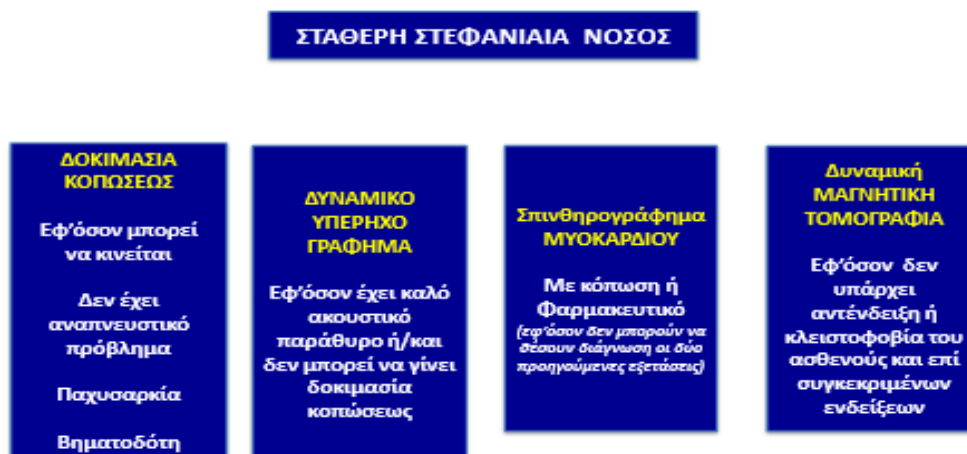 ΣΤΑΘΕΡΗ ΣΤΕΦΑΝΙΑΙΑ ΝΟΣΟΣ
ΔΟΚΙΜΑΣΙΑ
ΚΟΠΩΣΕΩΣ
Εφ'όσον μπορεί
να κινείται
Δεν έχει
αναπνευστικό
πρόβλημα
Παχυσαρκία
Βηματοδότη
ΔΥΝΑΜΙΚΟ
ΥΠΕΡΗΧΟ
ΓΡΑΦΗΜΑ
Εφ'όσον έχει καλό
ακουστικό
παράθυρο ή/και
δεν μπορεί να γίνει
δοκιμασία
κοπώσεως
Σπινθηρογράφημα
ΜΥΟΚΑΡΔΙΟΥ
Με κόπωση ή
Φαρμακευτικό
(εφ'όσον δεν μπορούν να
θέσουν διάγνωση οι δύο
προηγούμενες εξετάσεις)
Δυναμική
ΜΑΓΝΗΤΙΚΗ
ΤΟΜΟΓΡΑΦΙΑ
Εφ'όσον δεν
υπάρχει
αντένδειξη ή
κλειστοφοβία του
ασθενούς και επί
συγκεκριμένων
ενδείξεων